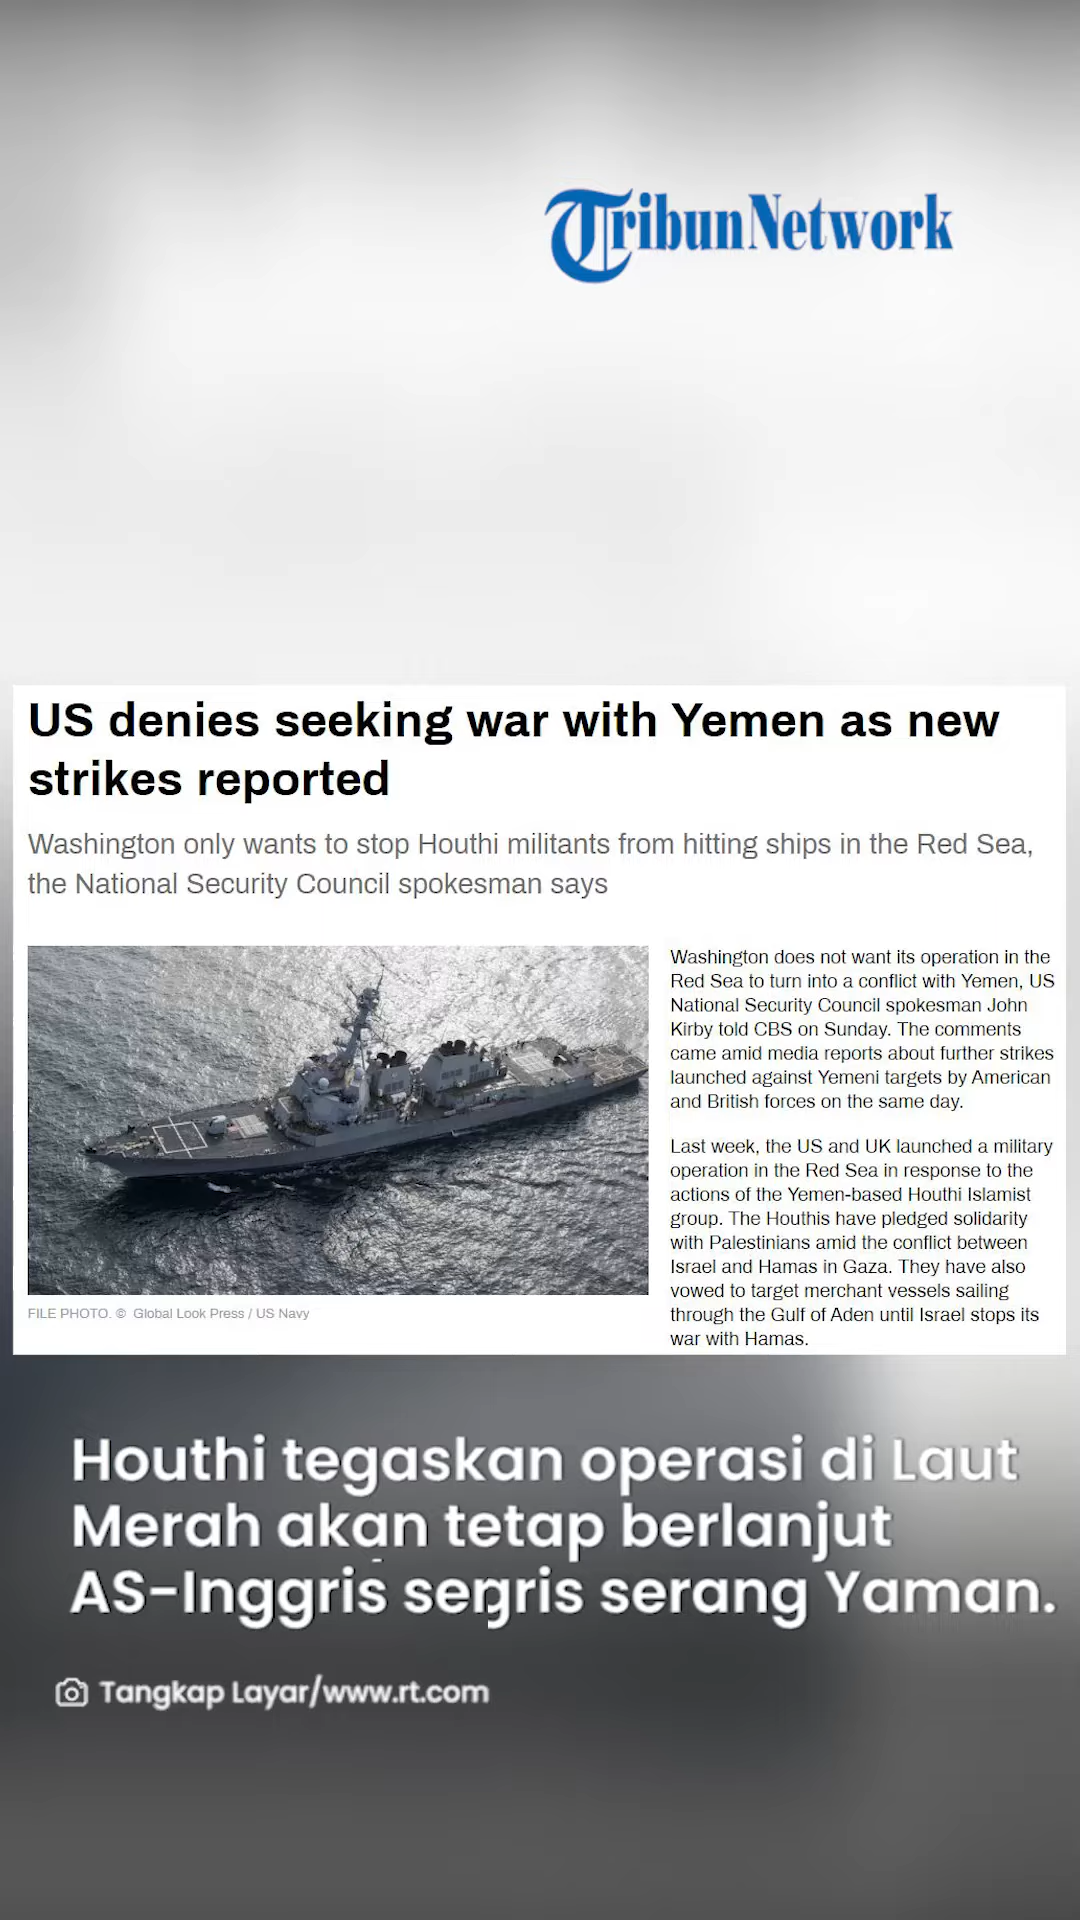 TribunNetwork
US denies seeking war with Yemen as new
strikes reported
Washington only wants to stop Houthi militants from hitting ships in the Red Sea,
the National Security Council spokesman says
Washington does not want its operation in the
Red Sea to turn into a conflict with Yemen, US
National Security Council spokesman John
Kirby told CBS on Sunday. The comments
came amid media reports about further strikes
launched against Yemeni targets by American
and British forces on the same day.
Last week, the US and UK launched a military
operation in the Red Sea in response to the
actions of the Yemen-based Houthi Islamist
group. The Houthis have pledged solidarity
with Palestinians amid the conflict between
Israel and Hamas in Gaza. They have also
vowed to target merchant vessels sailing
through the Gulf of Aden until Israel stops its
war with Hamas.
FILE PHOTO. © Global Look Press / US Navy
Houthi tegaskan operasi di Laut
Merah akan tetap berlanjut
AS-Inggris serang Yaman.
Tangkap Layar/www.rt.com